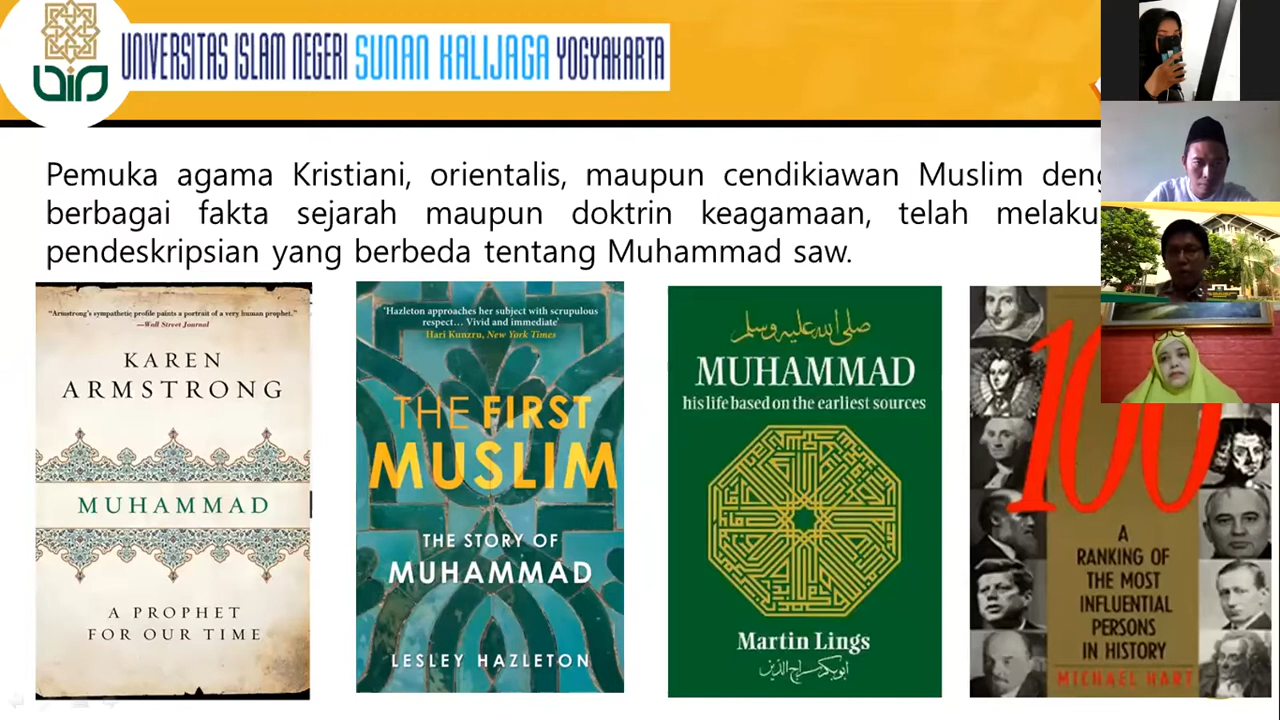 UNIVERSITAS ISLAM NEGERI SUNAN KALIJAGA YOGYAKARTA
Pemuka agama Kristiani, orientalis, maupun cendikiawan Muslim deng
berbagai fakta sejarah maupun doktrin keagamaan, telah melaku
pendeskripsian yang berbeda tentang Muhammad saw.
"Armstrong's sympathetic profile paints a portrait of a very human prophet."
—Wall Street Journal
KAREN
ARMSTRONG
MUHAMMAD
A PROPHET
FOR OUR TIME
'Hazleton approaches her subject with scrupulous
respect… Vivid and immediate'
Hari Kunzru, New York Times
THE FIRST
MUSLIM
THE STORY OF
MUHAMMAD
LESLEY HAZLETON
صلى الله عليه وسلم
MUHAMMAD
his life based on the earliest sources
Martin Lings
ابو بكر سراج الدين
100
A
RANKING OF
THE MOST
INFLUENTIAL
PERSONS
IN HISTORY
MICHAEL HART